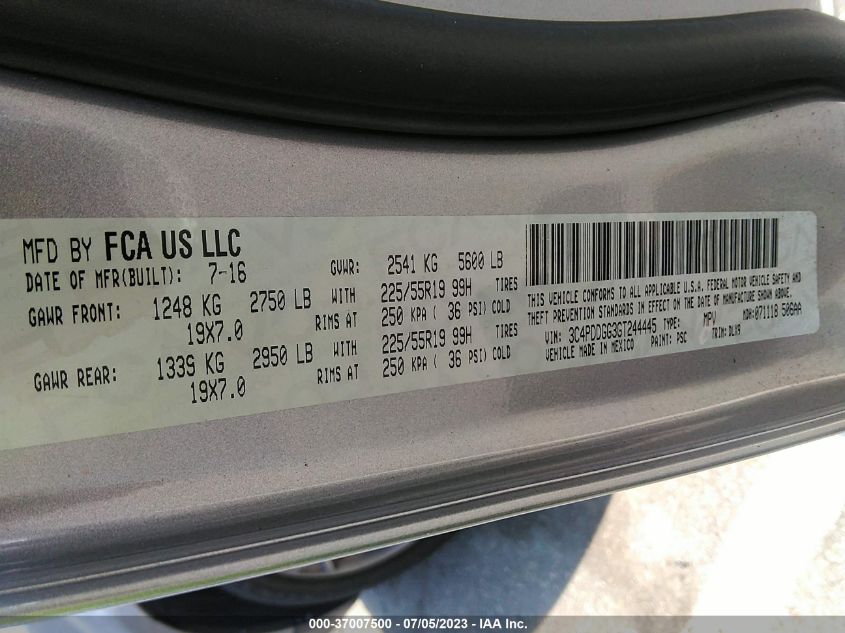 MFD BY FCA US LLC
DATE OF MFR(BUILT): 7-16 GVWR: 2541 KG 5600 LB
GAWR FRONT: 1248 KG 2750 LB WITH 225/55R19 99H TIRES
19X7.0 RIMS AT 250 KPA ( 36 PSI) COLD
GAWR REAR: 1339 KG 2950 LB WITH 225/55R19 99H TIRES
19X7.0 RIMS AT 250 KPA ( 36 PSI) COLD
THIS VEHICLE CONFORMS TO ALL APPLICABLE U.S.A. FEDERAL MOTOR VEHICLE SAFETY AND
THEFT PREVENTION STANDARDS IN EFFECT ON THE DATE OF MANUFACTURE SHOWN ABOVE.
VIN: 3C4PDDGG3GT244445 TYPE: MPV MDH: 071118 506AA
VEHICLE MADE IN MEXICO PAINT: PSC TRIM: DLX9
000-37007500 / 07/05/2023 - IAA Inc.